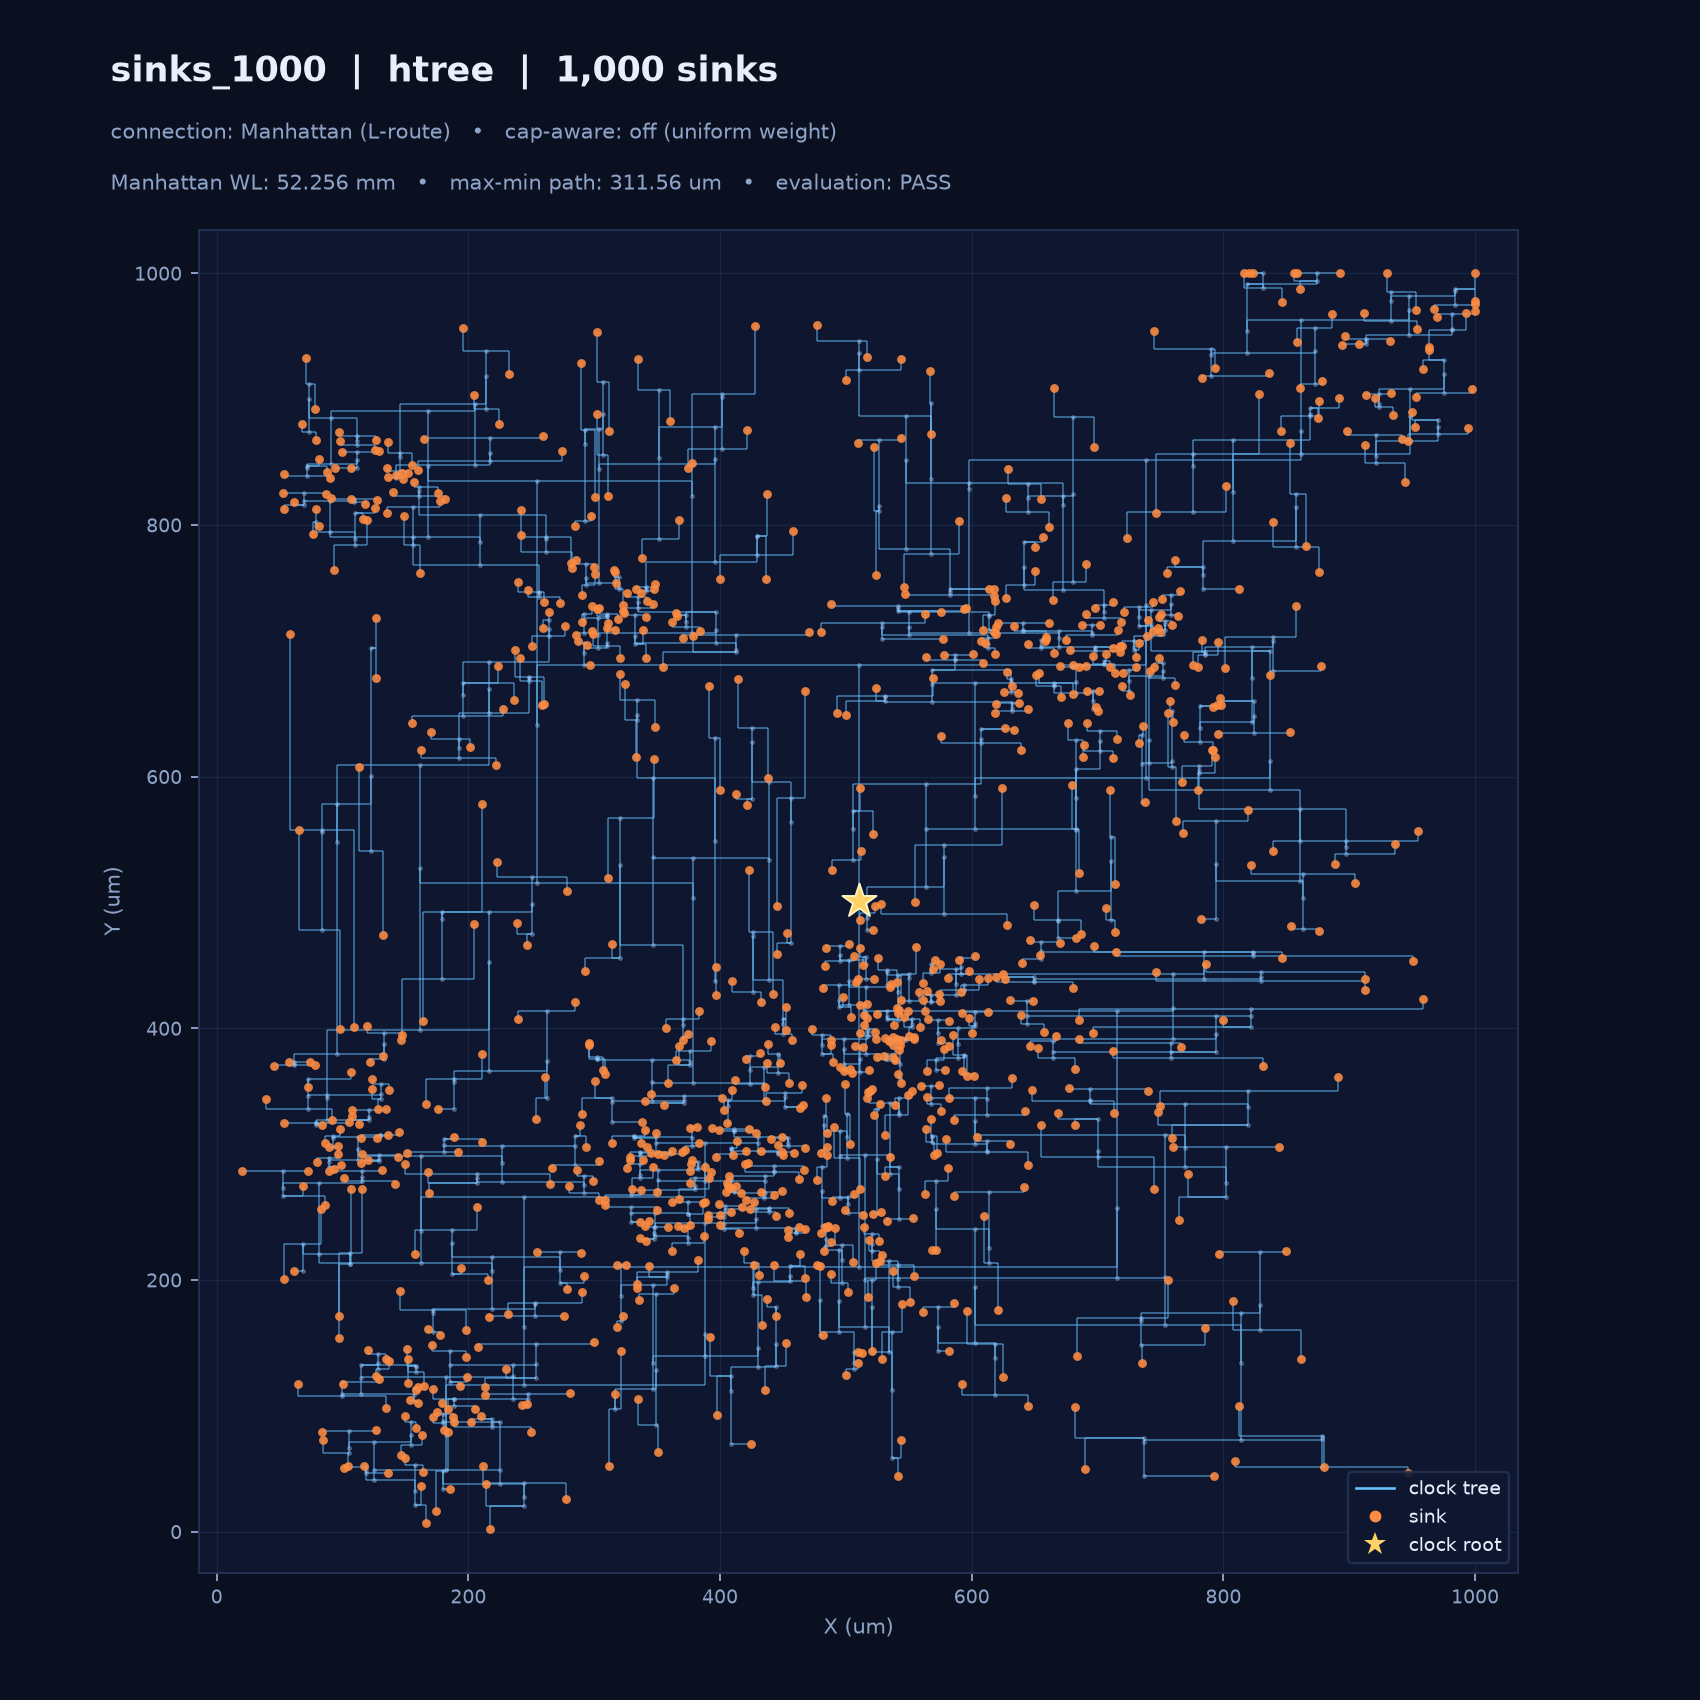 sinks_1000 | htree | 1,000 sinks
connection: Manhattan (L-route) • cap-aware: off (uniform weight)
Manhattan WL: 52.256 mm • max-min path: 311.56 um • evaluation: PASS
1000
800
600
400
200
0
Y (um)
clock tree
sink
clock root
0 200 400 600 800 1000
X (um)